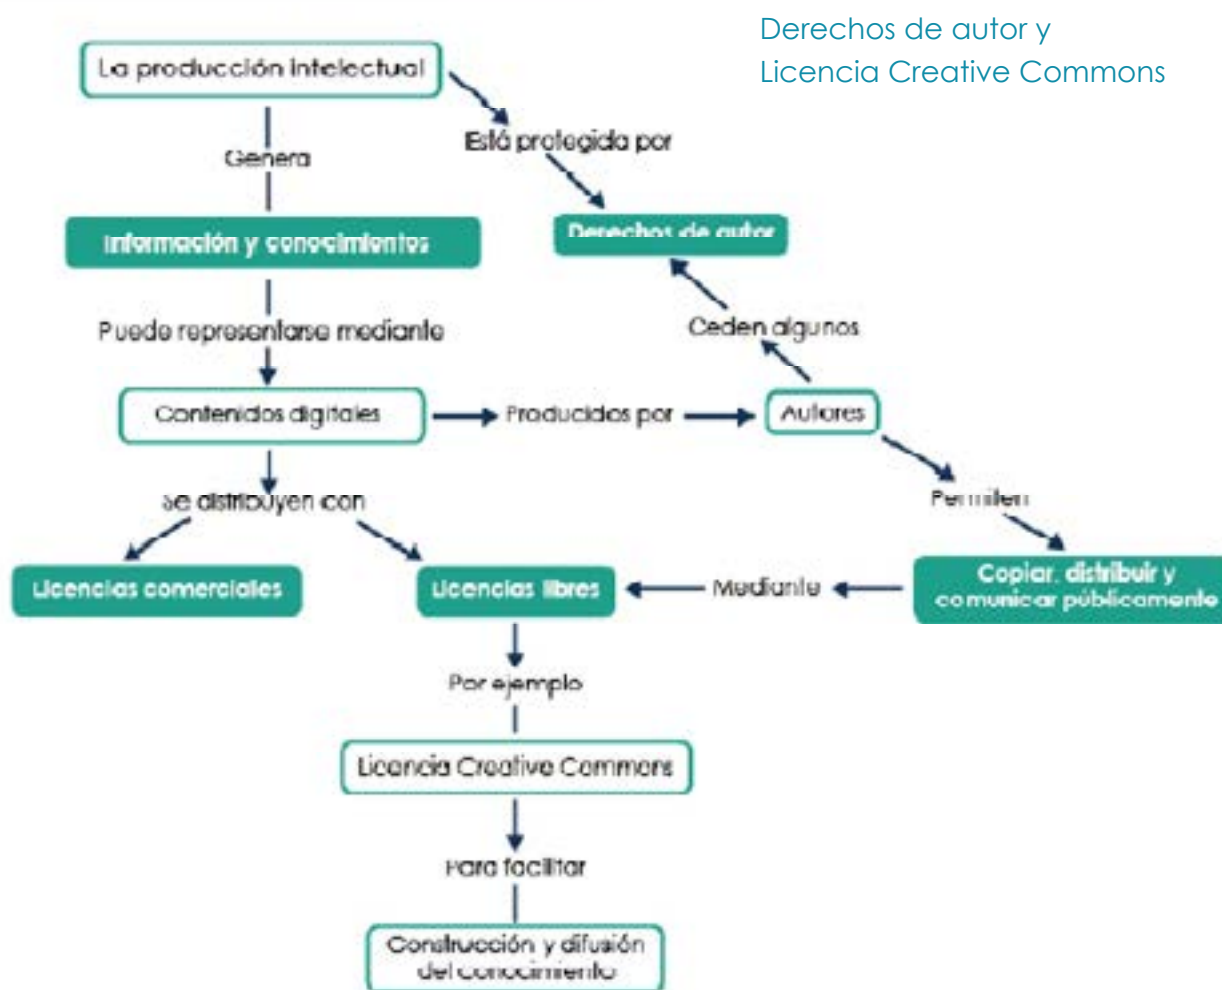 Derechos de autor y
Licencia Creative Commons
La producción intelectual
Está protegida por
Genera
Información y conocimientos
Derechos de autor
Puede representarse mediante
Ceden algunos
Contenidos digitales
Producidos por
Autores
Se distribuyen con
Permiten
Licencias comerciales
Licencias libres
Mediante
Copiar, distribuir y
comunicar públicamente
Por ejemplo
Licencia Creative Commons
Para facilitar
Construcción y difusión
del conocimiento